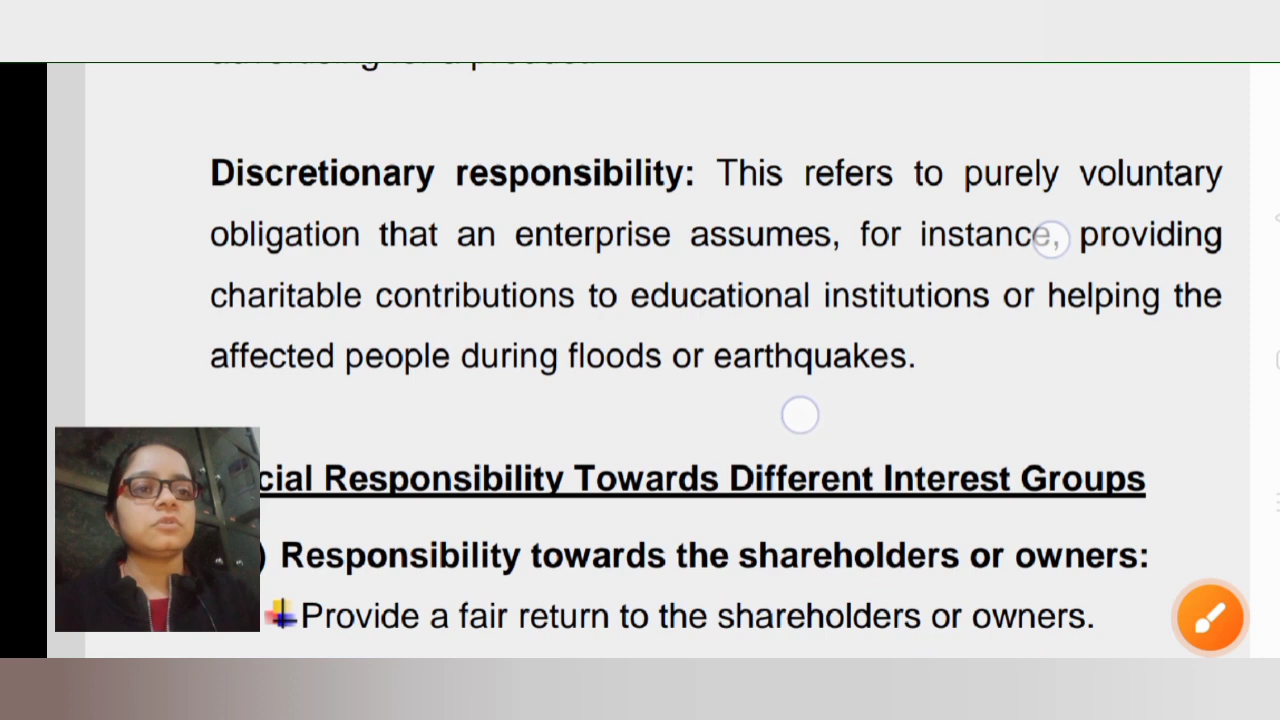 Discretionary responsibility: This refers to purely voluntary
obligation that an enterprise assumes, for instance, providing
charitable contributions to educational institutions or helping the
affected people during floods or earthquakes.
cial Responsibility Towards Different Interest Groups
) Responsibility towards the shareholders or owners:
Provide a fair return to the shareholders or owners.